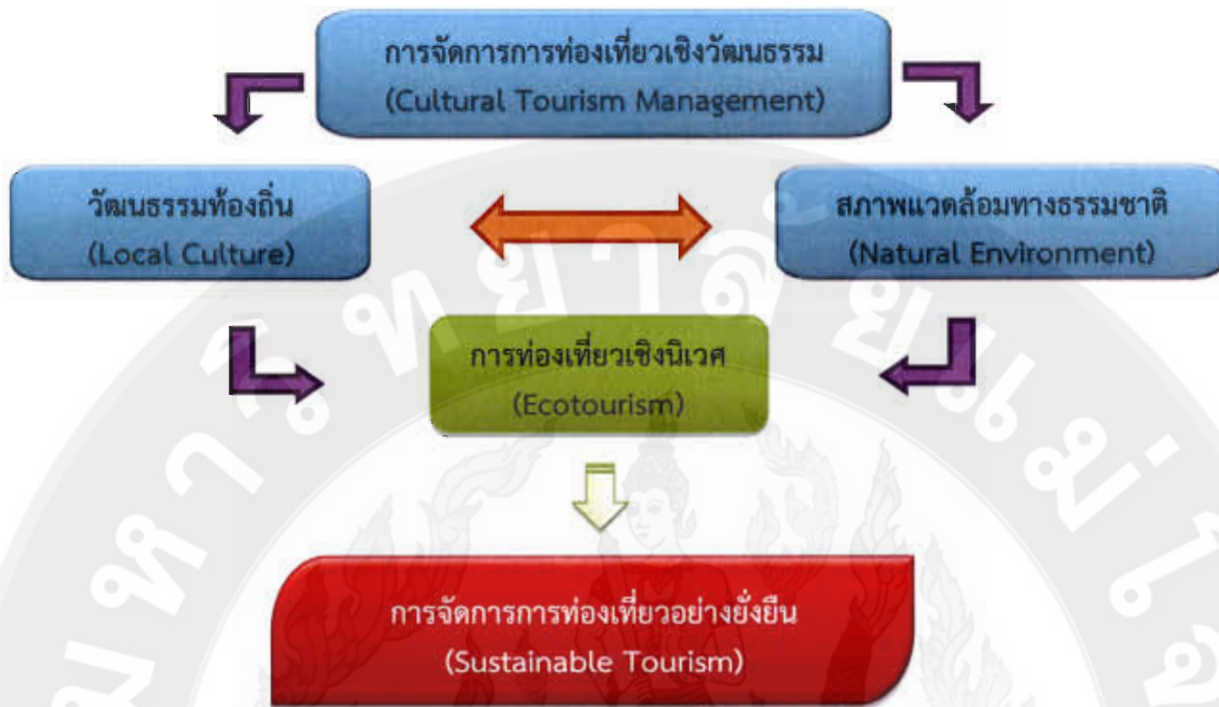 การจัดการการท่องเที่ยวเชิงวัฒนธรรม
(Cultural Tourism Management)
วัฒนธรรมท้องถิ่น
(Local Culture)
สภาพแวดล้อมทางธรรมชาติ
(Natural Environment)
การท่องเที่ยวเชิงนิเวศ
(Ecotourism)
การจัดการการท่องเที่ยวอย่างยั่งยืน
(Sustainable Tourism)